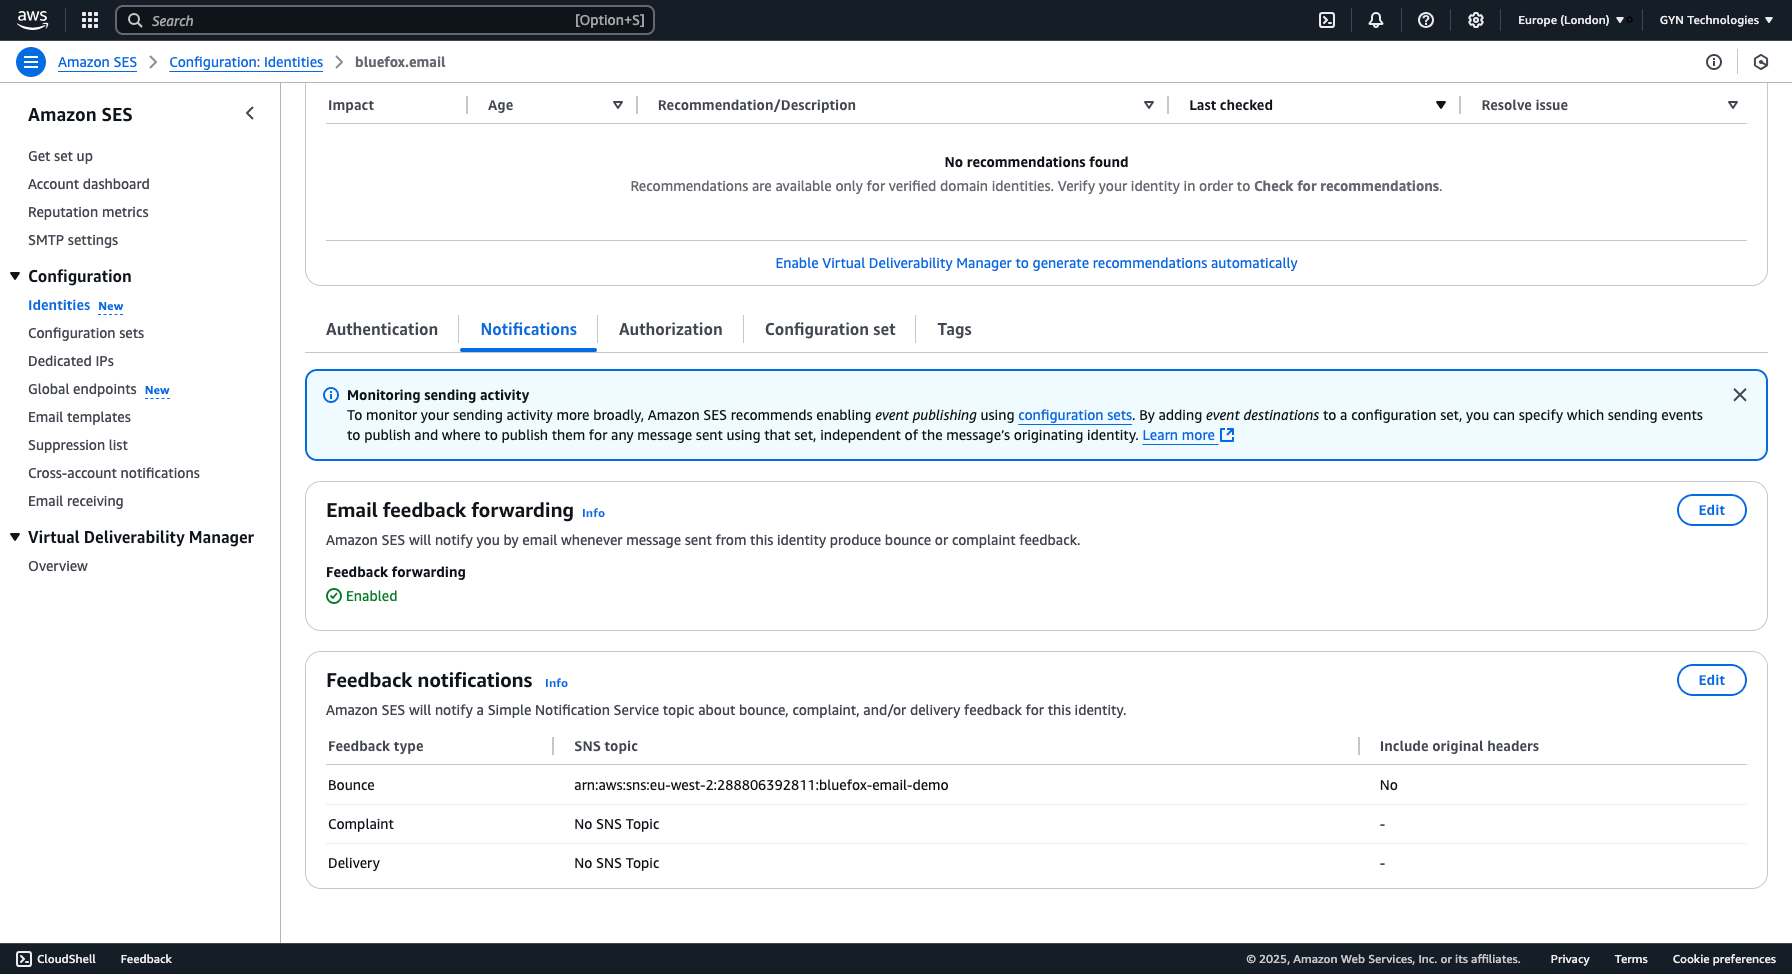 aws
Search
[Option+S]
Europe (London)
GYN Technologies
Amazon SES
Configuration: Identities
bluefox.email
Amazon SES
Get set up
Account dashboard
Reputation metrics
SMTP settings
Configuration
Identities New
Configuration sets
Dedicated IPs
Global endpoints New
Email templates
Suppression list
Cross-account notifications
Email receiving
Virtual Deliverability Manager
Overview
Impact Age Recommendation/Description Last checked Resolve issue
No recommendations found
Recommendations are available only for verified domain identities. Verify your identity in order to Check for recommendations.
Enable Virtual Deliverability Manager to generate recommendations automatically
Authentication Notifications Authorization Configuration set Tags
Monitoring sending activity
To monitor your sending activity more broadly, Amazon SES recommends enabling event publishing using configuration sets. By adding event destinations to a configuration set, you can specify which sending events
to publish and where to publish them for any message sent using that set, independent of the message's originating identity. Learn more
Email feedback forwarding Info
Edit
Amazon SES will notify you by email whenever message sent from this identity produce bounce or complaint feedback.
Feedback forwarding
Enabled
Feedback notifications Info
Edit
Amazon SES will notify a Simple Notification Service topic about bounce, complaint, and/or delivery feedback for this identity.
Feedback type SNS topic Include original headers
Bounce arn:aws:sns:eu-west-2:288806392811:bluefox-email-demo No
Complaint No SNS Topic -
Delivery No SNS Topic -
CloudShell Feedback © 2025, Amazon Web Services, Inc. or its affiliates. Privacy Terms Cookie preferences